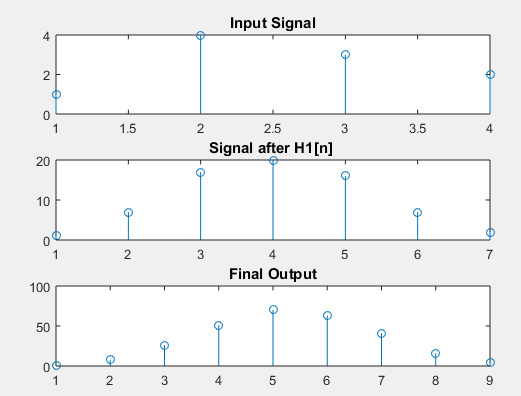 Input Signal
4
2
0
1 1.5 2 2.5 3 3.5 4
Signal after H1[n]
20
10
0
1 2 3 4 5 6 7
Final Output
100
50
0
1 2 3 4 5 6 7 8 9